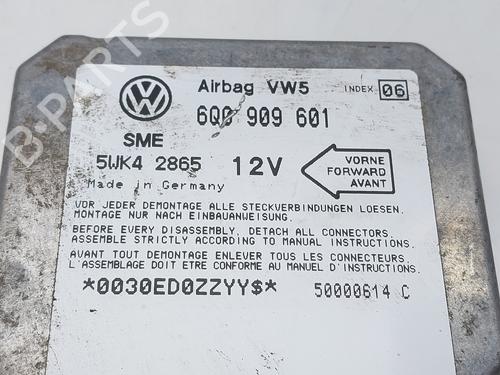 Airbag VW5 INDEX 06
6Q0 909 601
SME
5WK4 2865 12V
VORNE
FORWARD
AVANT
Made in Germany
VOR JEDER DEMONTAGE ALLE STECKVERBINDUNGEN LOESEN.
MONTAGE NUR NACH EINBAUANWEISUNG.
BEFORE EVERY DISASSEMBLY, DETACH ALL CONNECTORS.
ASSEMBLE STRICTLY ACCORDING TO MANUAL INSTRUCTIONS.
AVANT TOUT DEMONTAGE ENLEVER TOUS LES CONNECTEURS.
L'ASSEMBLAGE DOIT ETRE CONFORME AU MANUEL D'INSTRUCTIONS.
*0030ED0ZZYY$* 50000614 C
B-PARTS